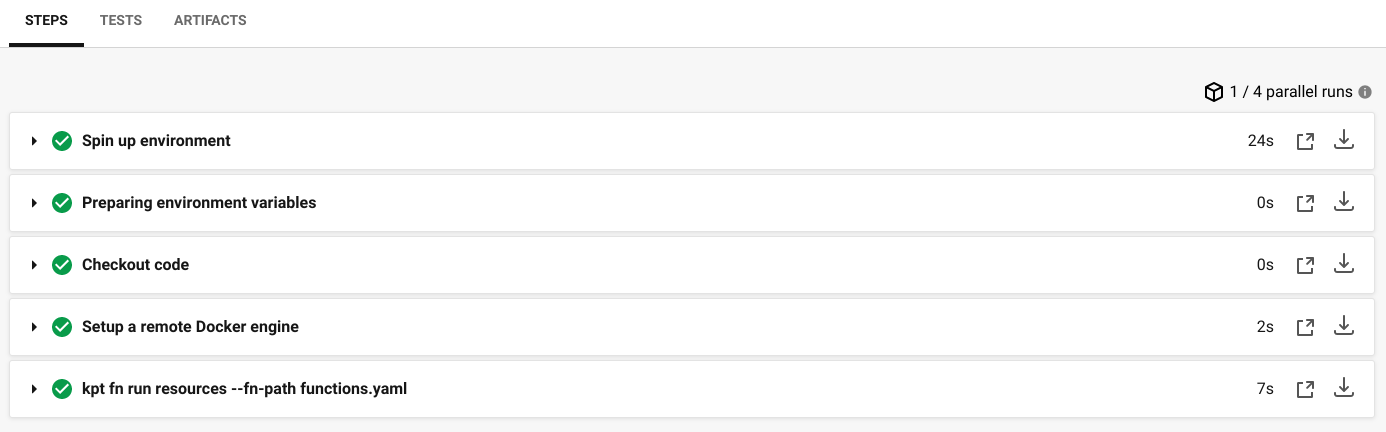 STEPS TESTS ARTIFACTS
1 / 4 parallel runs
Spin up environment 24s
Preparing environment variables 0s
Checkout code 0s
Setup a remote Docker engine 2s
kpt fn run resources --fn-path functions.yaml 7s